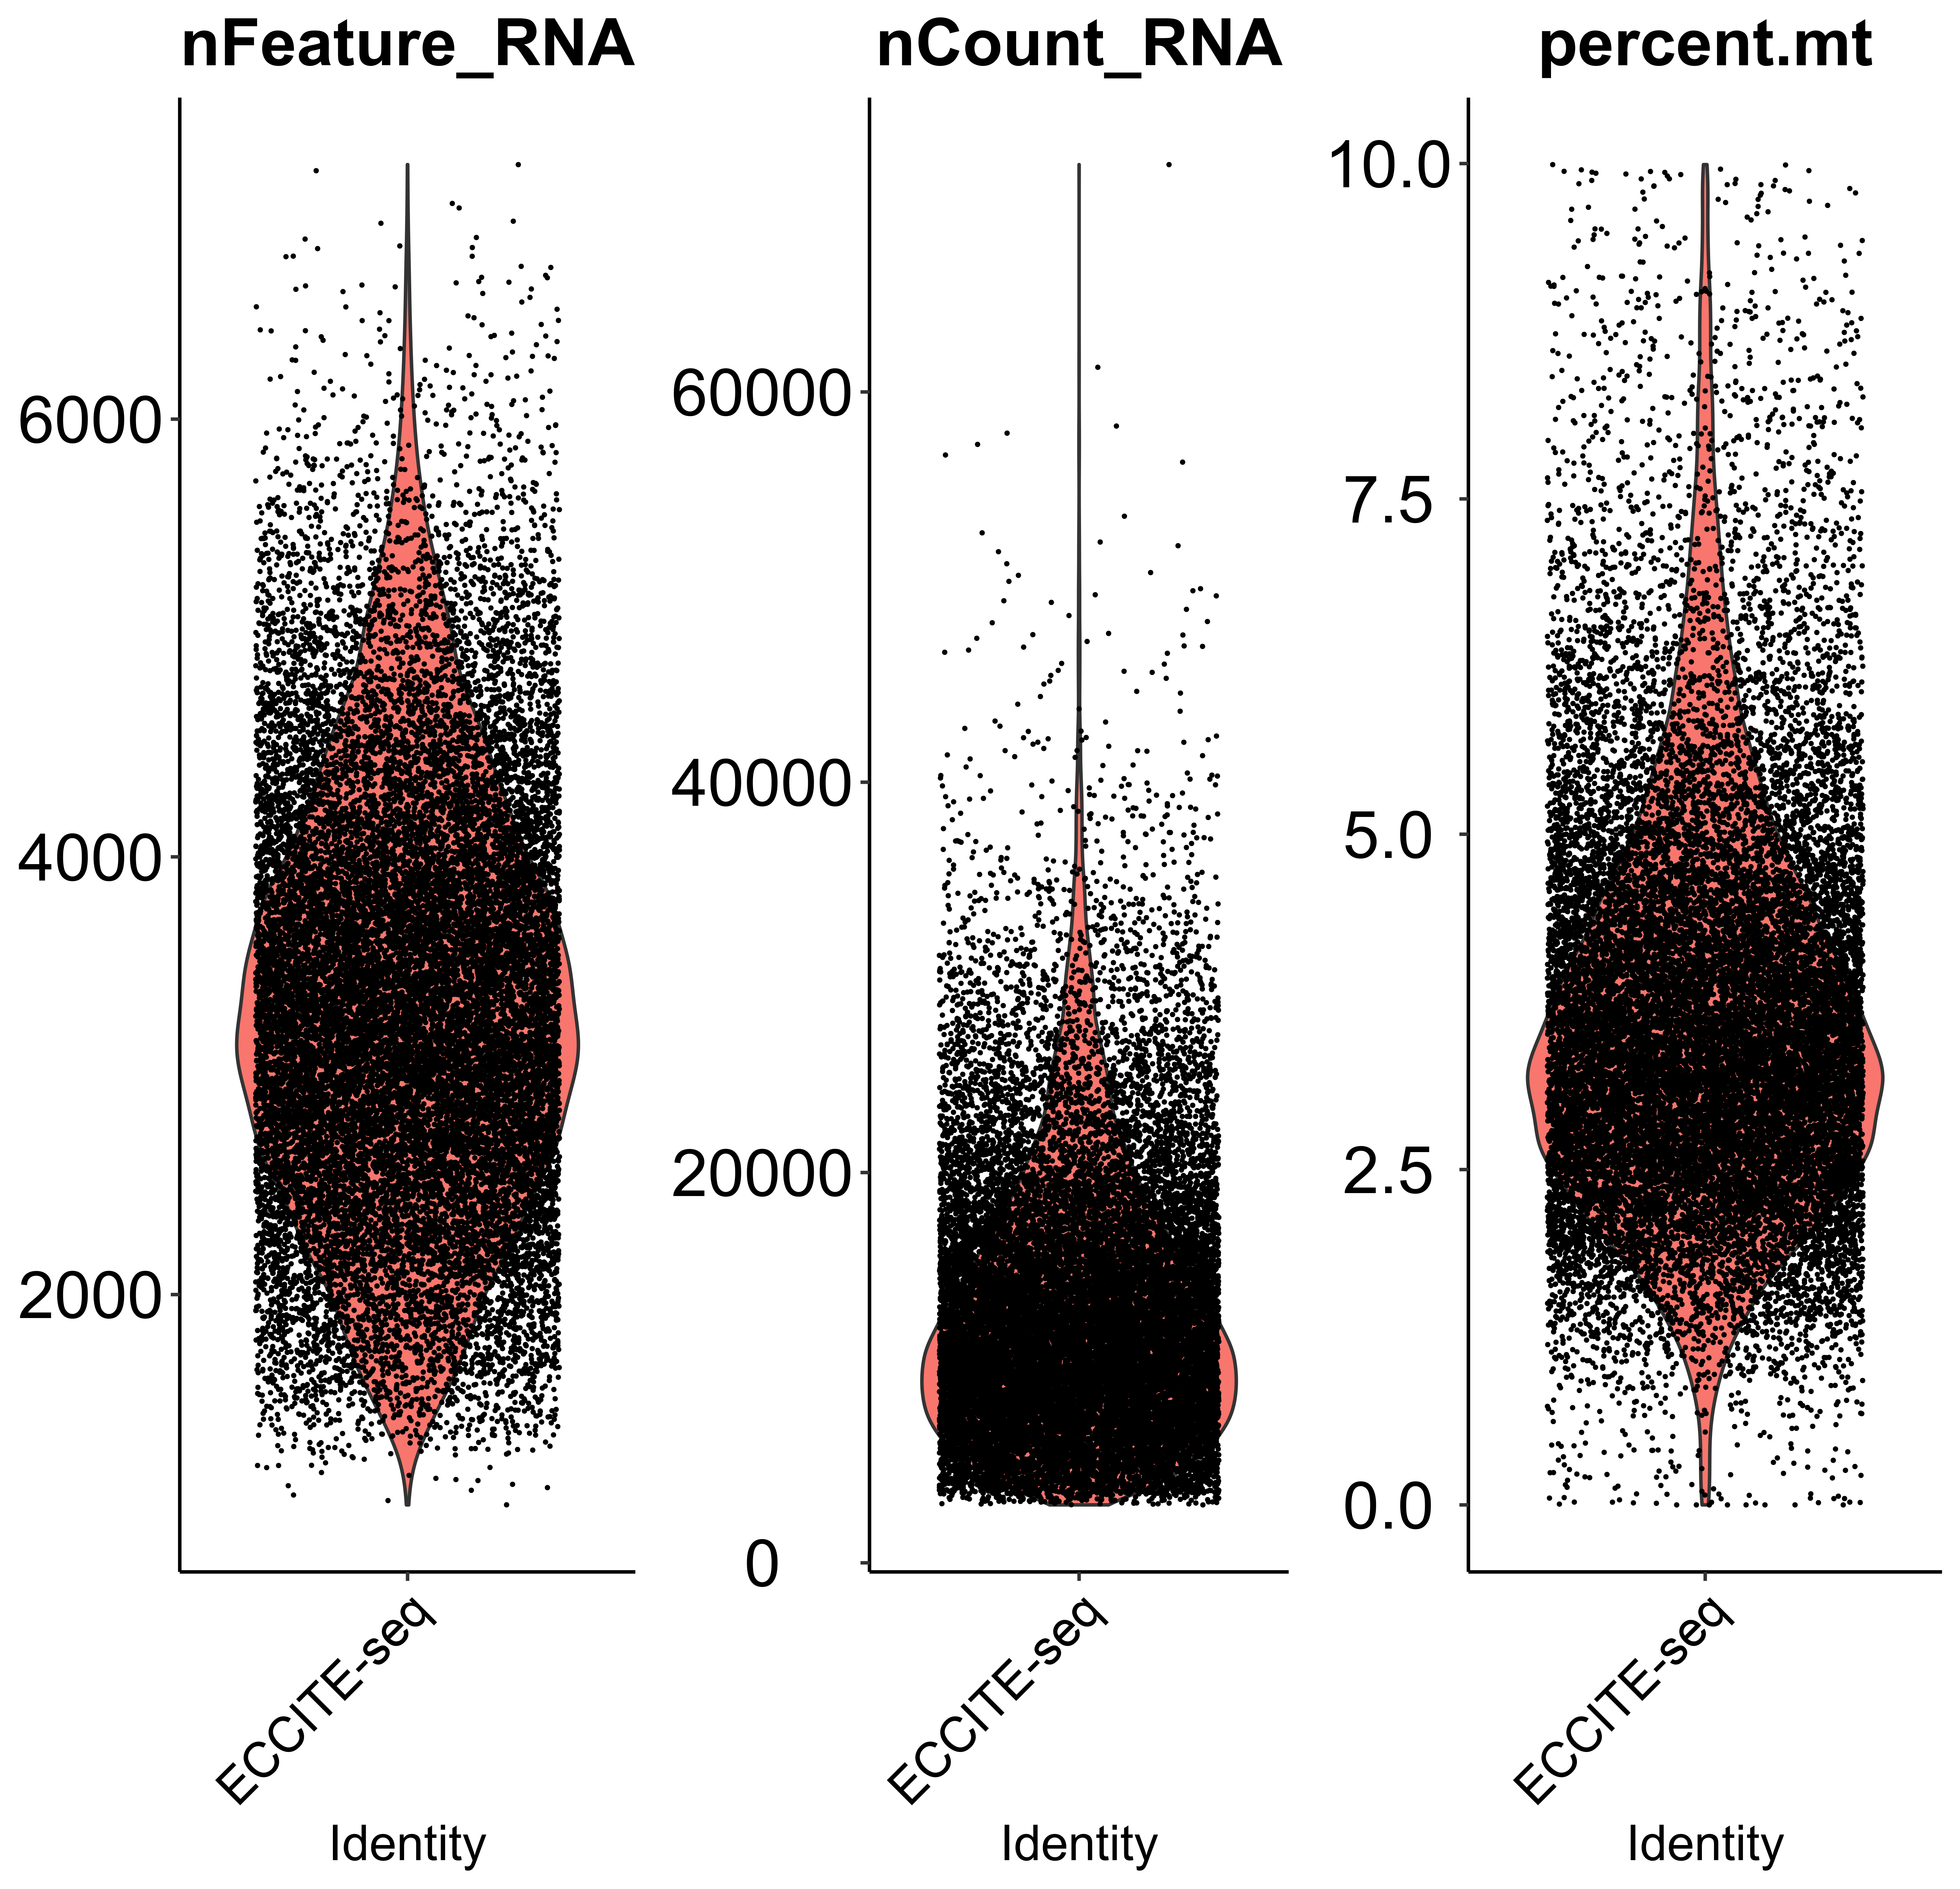 nFeature_RNA
6000
4000
2000
ECCITE-seq
Identity
nCount_RNA
60000
40000
20000
0
ECCITE-seq
Identity
percent.mt
10.0
7.5
5.0
2.5
0.0
ECCITE-seq
Identity